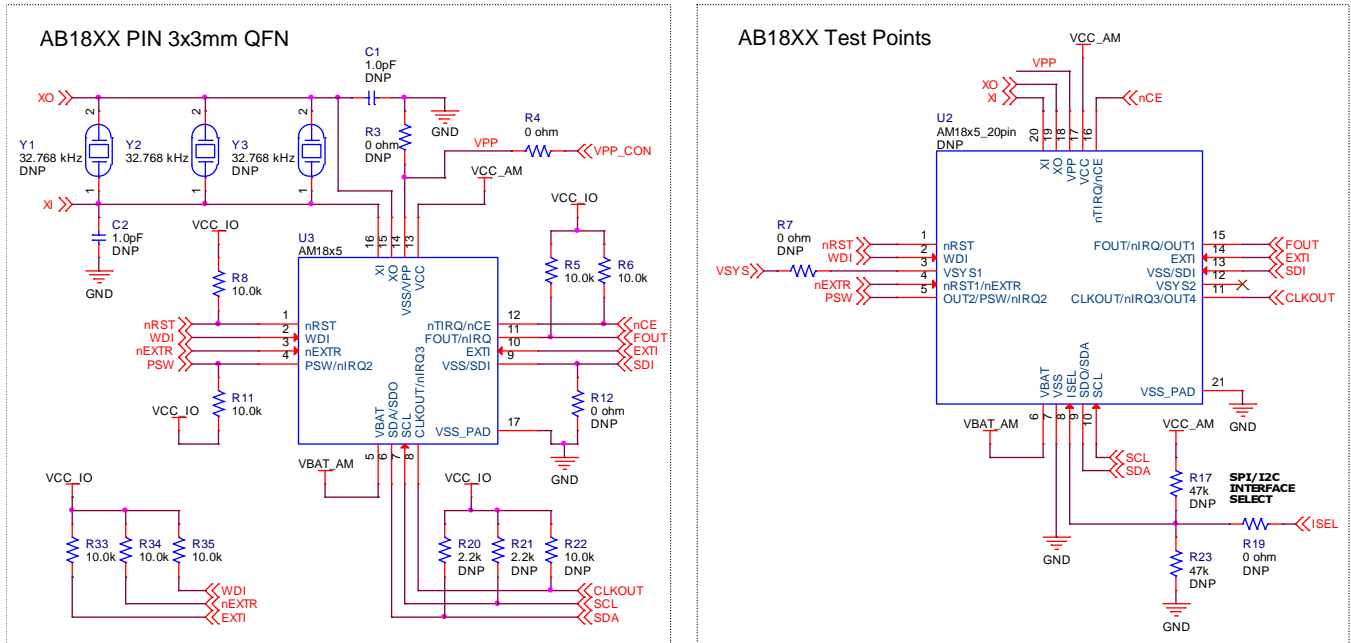 AB18XX PIN 3x3mm QFN
C1
1.0pF
DNP
XO
GND
2
2
2
Y1
32.768 kHz
DNP
Y2
32.768 kHz
Y3
32.768 kHz
DNP
1
1
1
R3
0 ohm
DNP
VPP
R4
0 ohm
VPP_CON
VCC_AM
XI
C2
1.0pF
DNP
GND
VCC_IO
R8
10.0k
U3
AM18x5
16
15
14
13
XI
XO
VSS/VPP
VCC
VCC_IO
R5
10.0k
R6
10.0k
nRST
WDI
nEXTR
PSW
1
2
3
4
nRST
WDI
nEXTR
PSW/nIRQ2
nTIRQ/nCE
FOUT/nIRQ
EXTI
VSS/SDI
12
11
10
9
nCE
FOUT
EXTI
SDI
R11
10.0k
VCC_IO
VBAT
SDA/SDO
SCL
CLKOUT/nIRQ3
VSS_PAD
17
R12
0 ohm
DNP
GND
5
6
7
8
VBAT_AM
VCC_IO
R33
10.0k
R34
10.0k
R35
10.0k
WDI
nEXTR
EXTI
VCC_IO
R20
2.2k
DNP
R21
2.2k
DNP
R22
10.0k
DNP
CLKOUT
SCL
SDA
AB18XX Test Points
VCC_AM
VPP
XO
XI
nCE
U2
AM18x5_20pin
DNP
20
19
18
17
16
XI
XO
VPP
VCC
nTIRQ/nCE
R7
0 ohm
DNP
nRST
WDI
VSYS
nEXTR
PSW
1
2
3
4
5
nRST
WDI
VSYS1
nRST1/nEXTR
OUT2/PSW/nIRQ2
FOUT/nIRQ/OUT1
EXTI
VSS/SDI
VSYS2
CLKOUT/nIRQ3/OUT4
15
14
13
12
11
FOUT
EXTI
SDI
CLKOUT
VBAT
VSS
ISEL
SDO/SDA
SCL
VSS_PAD
21
GND
6
7
8
9
10
VBAT_AM
SCL
SDA
GND
VCC_AM
R17
47k
DNP
SPI/I2C
INTERFACE
SELECT
ISEL
R19
0 ohm
DNP
R23
47k
DNP
GND